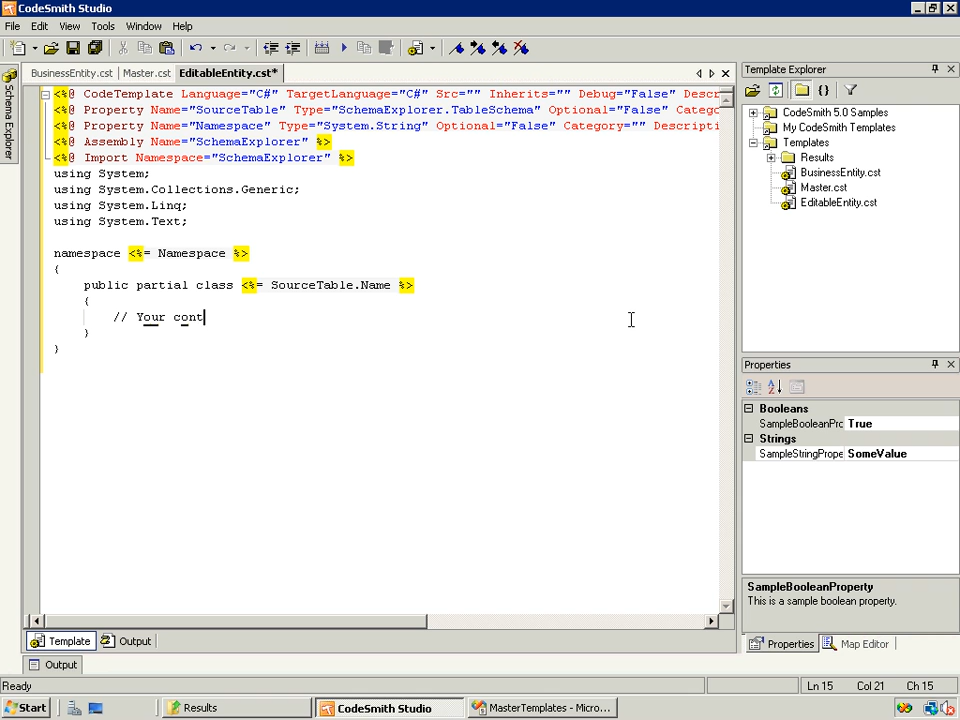 CodeSmith Studio
File Edit View Tools Window Help
BusinessEntity.cst Master.cst EditableEntity.cst*
Schema Explorer
<%@ CodeTemplate Language="C#" TargetLanguage="C#" Src="" Inherits="" Debug="False" Descr
<%@ Property Name="SourceTable" Type="SchemaExplorer.TableSchema" Optional="False" Categ
<%@ Property Name="Namespace" Type="System.String" Optional="False" Category="" Descripti
<%@ Assembly Name="SchemaExplorer" %>
<%@ Import Namespace="SchemaExplorer" %>
using System;
using System.Collections.Generic;
using System.Linq;
using System.Text;
namespace <%= Namespace %>
{
public partial class <%= SourceTable.Name %>
{
// Your cont
}
}
Template Output
Output
Template Explorer
CodeSmith 5.0 Samples
My CodeSmith Templates
Templates
Results
BusinessEntity.cst
Master.cst
EditableEntity.cst
Properties
Booleans
SampleBooleanPrc True
Strings
SampleStringPrope SomeValue
SampleBooleanProperty
This is a sample boolean property.
Properties Map Editor
Ready Ln 15 Col 21 Ch 15
Start Results CodeSmith Studio MasterTemplates - Micro...